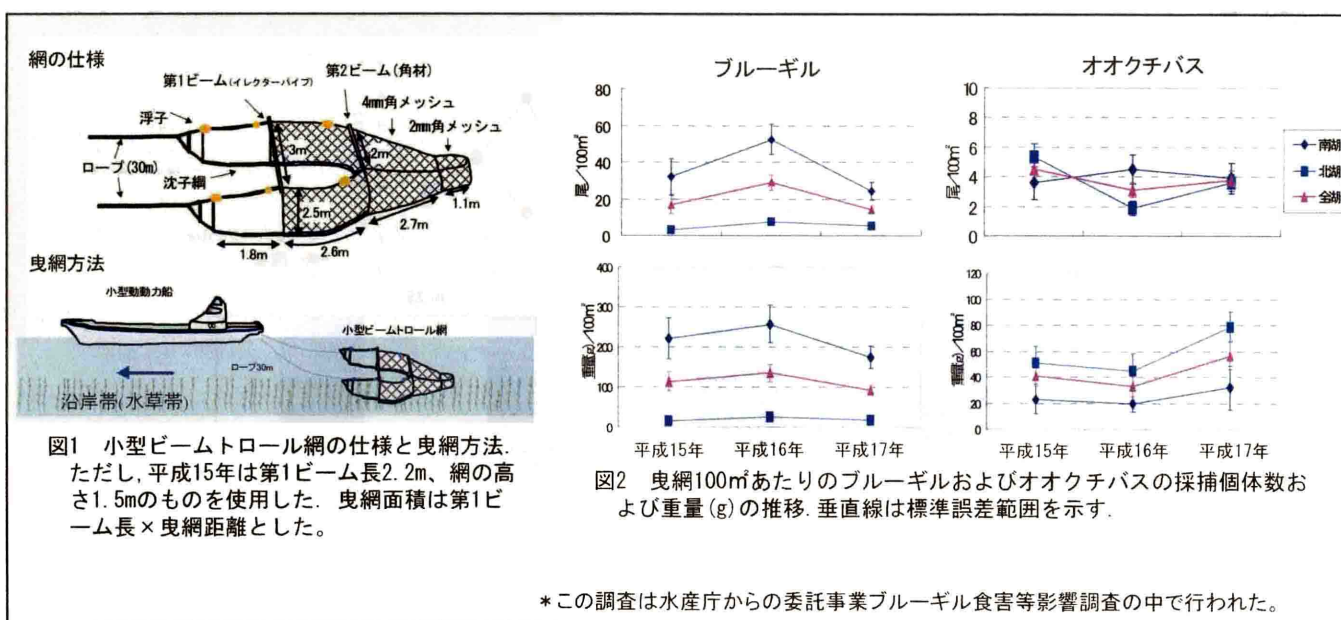 網の仕様
第1ビーム(イレクターパイプ)
第2ビーム(角材)
4mm角メッシュ
2mm角メッシュ
浮子
ロープ(30m)
沈子綱
3m
2m
2.5m
1.1m
2.7m
2.6m
1.8m
曳網方法
小型動動力船
小型ビームトロール網
ロープ30m
沿岸帯(水草帯)
図1 小型ビームトロール網の仕様と曳網方法.
ただし,平成15年は第1ビーム長2.2m、網の高
さ1.5mのものを使用した. 曳網面積は第1ビ
ーム長×曳網距離とした。
ブルーギル
80
60
40
20
0
尾/100㎡
オオクチバス
10
8
6
4
2
0
尾/100㎡
南湖
北湖
全湖
400
300
200
100
0
重量(g)/100㎡
平成15年 平成16年 平成17年
120
100
80
60
40
20
0
重量(g)/100㎡
平成15年 平成16年 平成17年
図2 曳網100㎡あたりのブルーギルおよびオオクチバスの採捕個体数お
よび重量(g)の推移.垂直線は標準誤差範囲を示す.
*この調査は水産庁からの委託事業ブルーギル食害等影響調査の中で行われた。